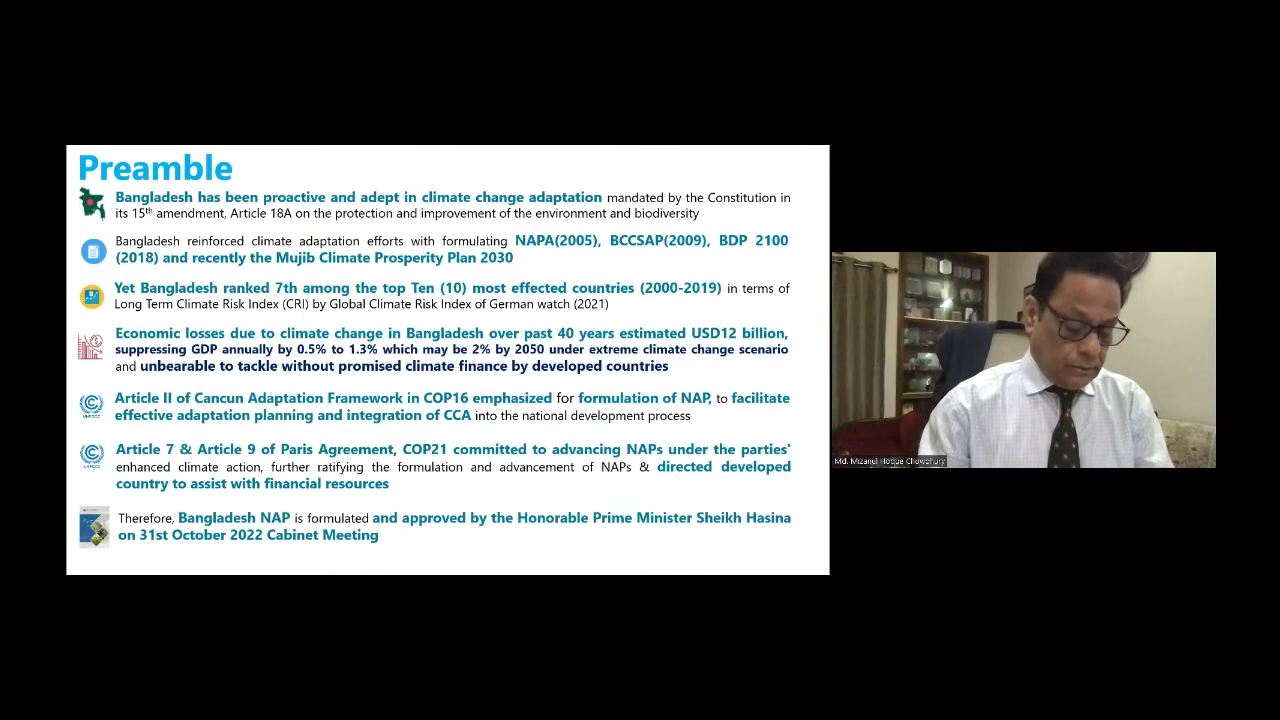 Preamble
Bangladesh has been proactive and adept in climate change adaptation mandated by the Constitution in
its 15th amendment, Article 18A on the protection and improvement of the environment and biodiversity
Bangladesh reinforced climate adaptation efforts with formulating NAPA(2005), BCCSAP(2009), BDP 2100
(2018) and recently the Mujib Climate Prosperity Plan 2030
Yet Bangladesh ranked 7th among the top Ten (10) most effected countries (2000-2019) in terms of
Long Term Climate Risk Index (CRI) by Global Climate Risk Index of German watch (2021)
Economic losses due to climate change in Bangladesh over past 40 years estimated USD12 billion,
suppressing GDP annually by 0.5% to 1.3% which may be 2% by 2050 under extreme climate change scenario
and unbearable to tackle without promised climate finance by developed countries
Article II of Cancun Adaptation Framework in COP16 emphasized for formulation of NAP, to facilitate
effective adaptation planning and integration of CCA into the national development process
Article 7 & Article 9 of Paris Agreement, COP21 committed to advancing NAPs under the parties'
enhanced climate action, further ratifying the formulation and advancement of NAPs & directed developed
country to assist with financial resources
Therefore, Bangladesh NAP is formulated and approved by the Honorable Prime Minister Sheikh Hasina
on 31st October 2022 Cabinet Meeting
Md. Mizanul Hoque Chowdhury